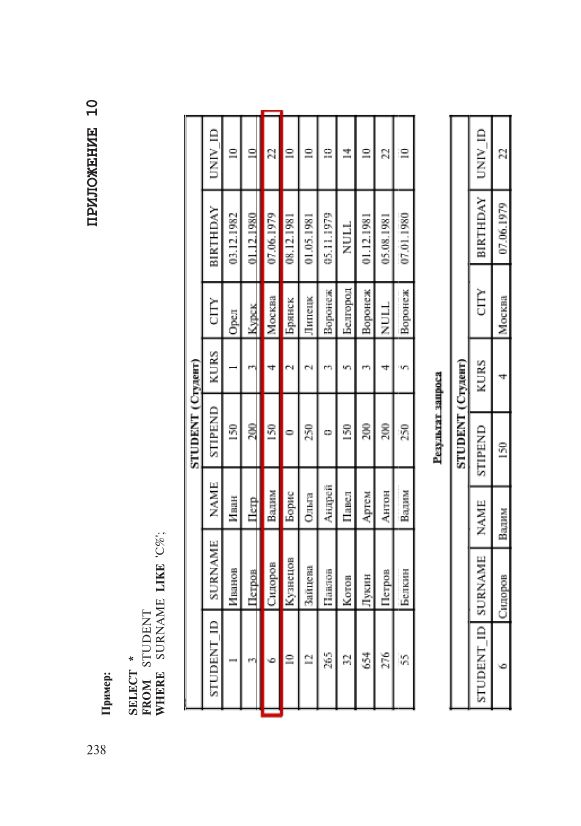 ПРИЛОЖЕНИЕ 10
Пример:
SELECT *
FROM STUDENT
WHERE SURNAME LIKE 'С%';
STUDENT (Студент)
STUDENT_ID SURNAME NAME STIPEND KURS CITY BIRTHDAY UNIV_ID
1 Иванов Иван 150 1 Орел 03.12.1982 10
3 Петров Петр 200 3 Курск 01.12.1980 10
6 Сидоров Вадим 150 4 Москва 07.06.1979 22
10 Кузнецов Борис 0 2 Брянск 08.12.1981 10
12 Зайцева Ольга 250 2 Липецк 01.05.1981 10
265 Павлов Андрей 0 3 Воронеж 05.11.1979 10
32 Котов Павел 150 5 Белгород NULL 14
654 Лукин Артем 200 3 Воронеж 01.12.1981 10
276 Петров Антон 200 4 NULL 05.08.1981 22
55 Белкин Вадим 250 5 Воронеж 07.01.1980 10
Результат запроса
STUDENT (Студент)
STUDENT_ID SURNAME NAME STIPEND KURS CITY BIRTHDAY UNIV_ID
6 Сидоров Вадим 150 4 Москва 07.06.1979 22
238